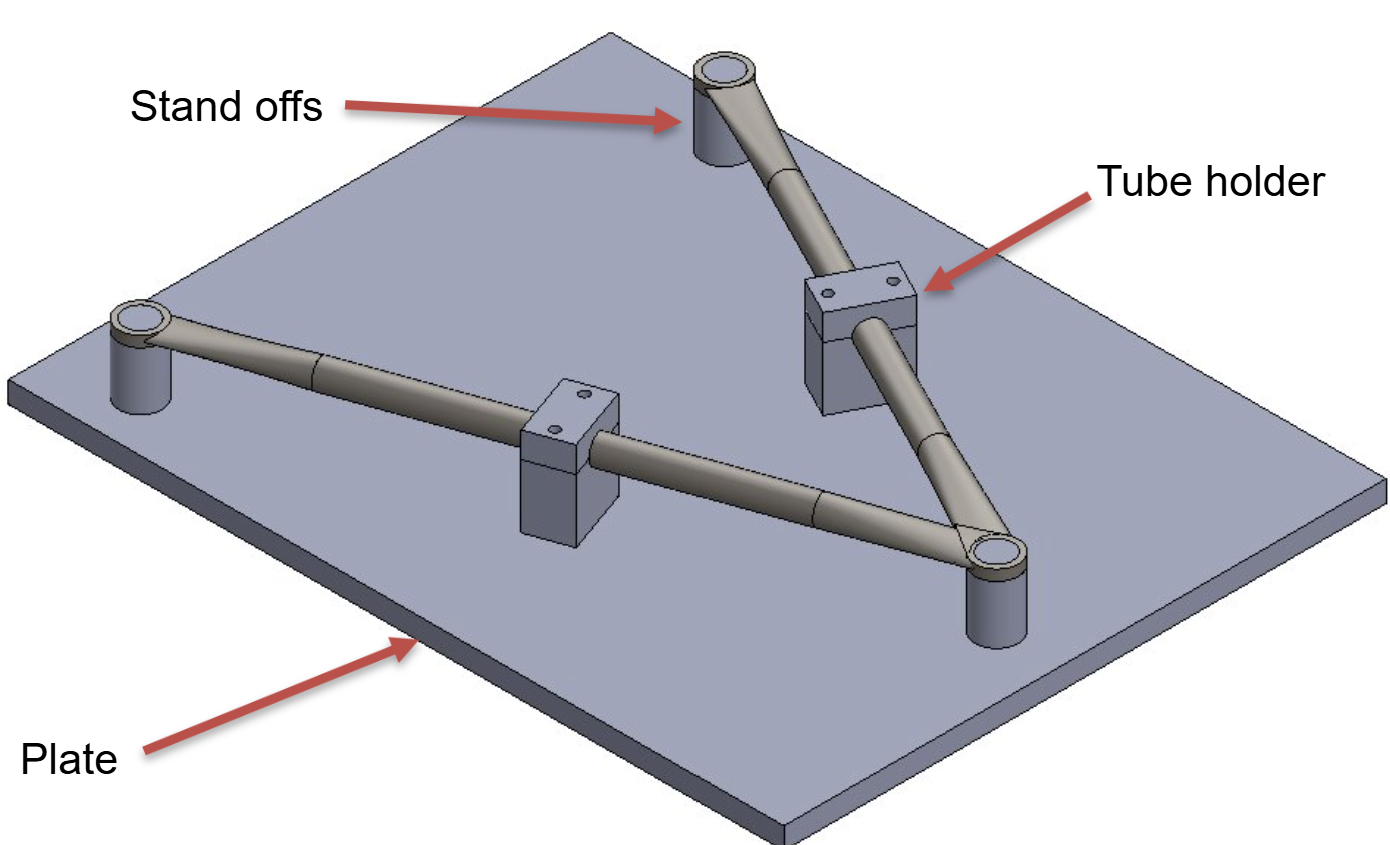 Stand offs
Tube holder
Plate